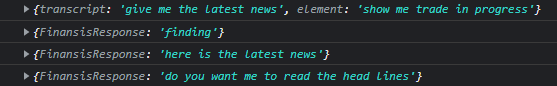 ▶ {transcript: 'give me the latest news', element: 'show me trade in progress'}
▶ {FinansisResponse: 'finding'}
▶ {FinansisResponse: 'here is the latest news'}
▶ {FinansisResponse: 'do you want me to read the head lines'}